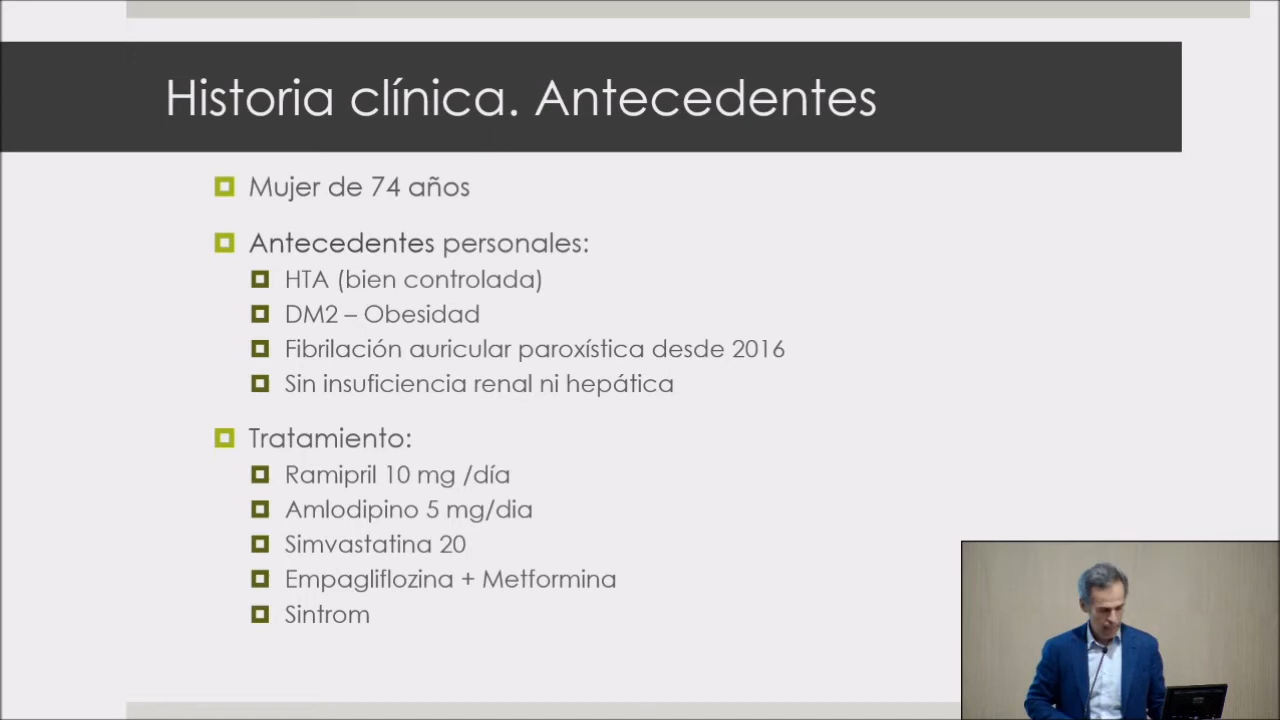 Historia clínica. Antecedentes
Mujer de 74 años
Antecedentes personales:
HTA (bien controlada)
DM2 – Obesidad
Fibrilación auricular paroxística desde 2016
Sin insuficiencia renal ni hepática
Tratamiento:
Ramipril 10 mg /día
Amlodipino 5 mg/dia
Simvastatina 20
Empagliflozina + Metformina
Sintrom